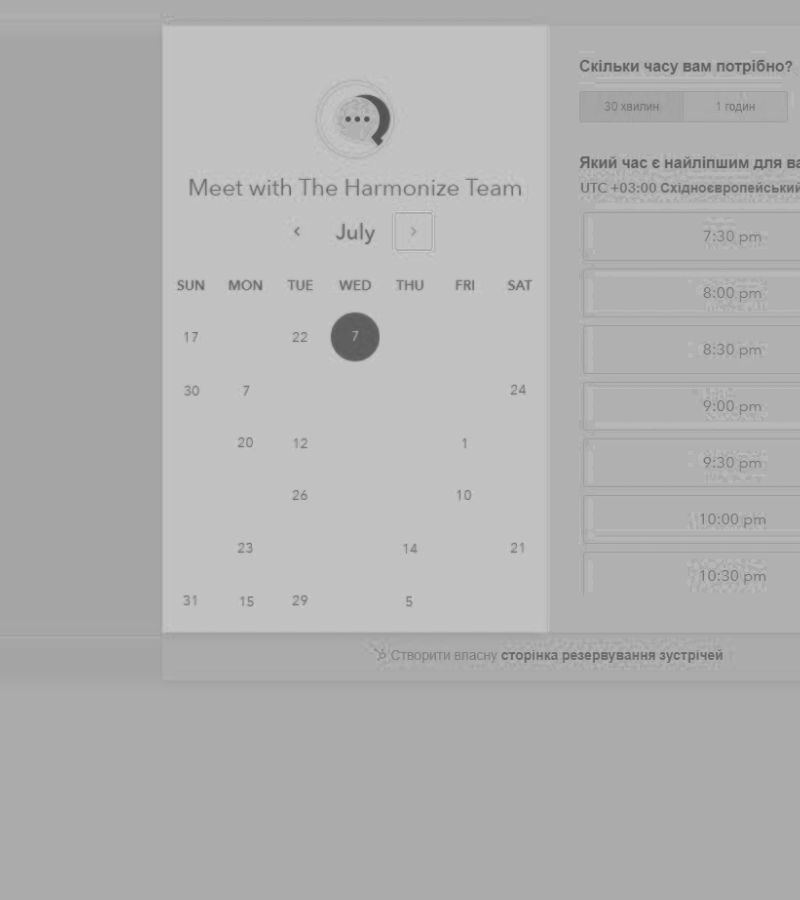 Meet with The Harmonize Team
July
SUN MON TUE WED THU FRI SAT
17 22 7
30 7 24
20 12 1
26 10
23 14 21
31 15 29 5
Скільки часу вам потрібно?
30 хвилин 1 годин
Який час є найліпшим для ва
UTC +03:00 Східноєвропейський
7:30 pm
8:00 pm
8:30 pm
9:00 pm
9:30 pm
10:00 pm
10:30 pm
Створити власну сторінка резервування зустрічей